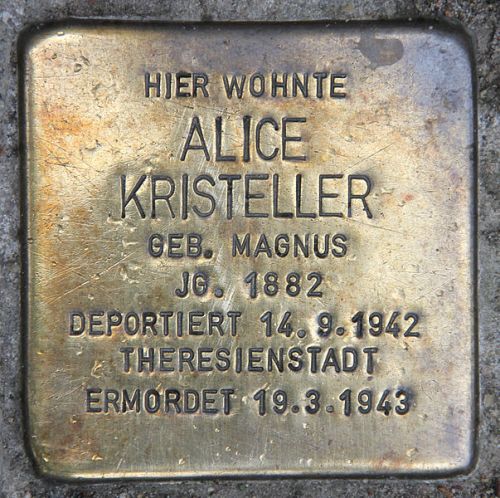 HIER WOHNTE
ALICE
KRISTELLER
GEB. MAGNUS
JG. 1882
DEPORTIERT 14.9.1942
THERESIENSTADT
ERMORDET 19.3.1943